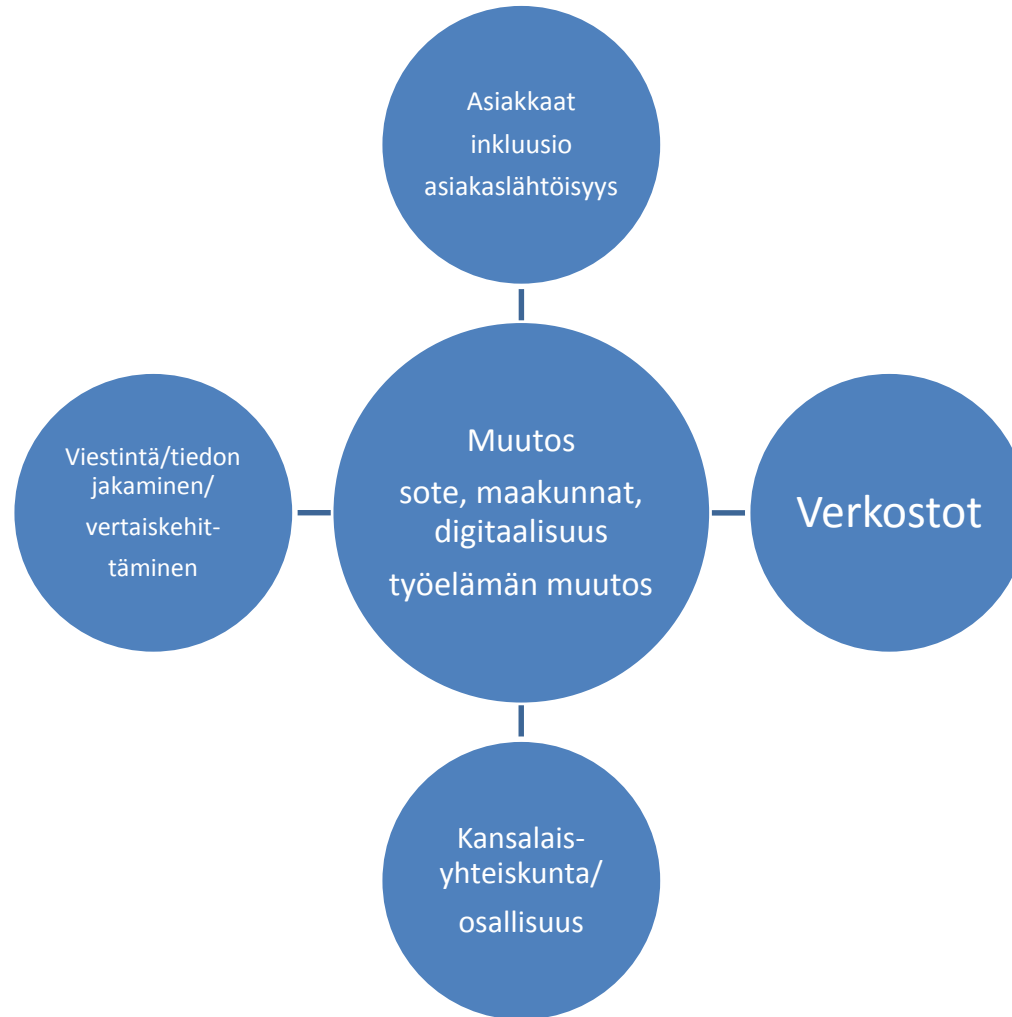 Asiakkaat
inkluusio
asiakaslähtöisyys
Viestintä/tiedon
jakaminen/
vertaiskehit-
täminen
Muutos
sote, maakunnat,
digitaalisuus
työelämän muutos
Verkostot
Kansalais-
yhteiskunta/
osallisuus